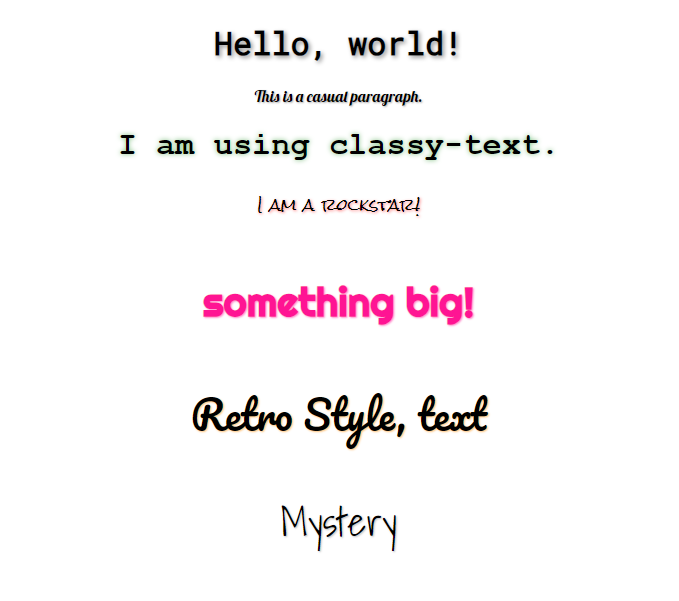 Hello, world!
This is a casual paragraph.
I am using classy-text.
I am a rockstar!
something big!
Retro Style, text
Mystery